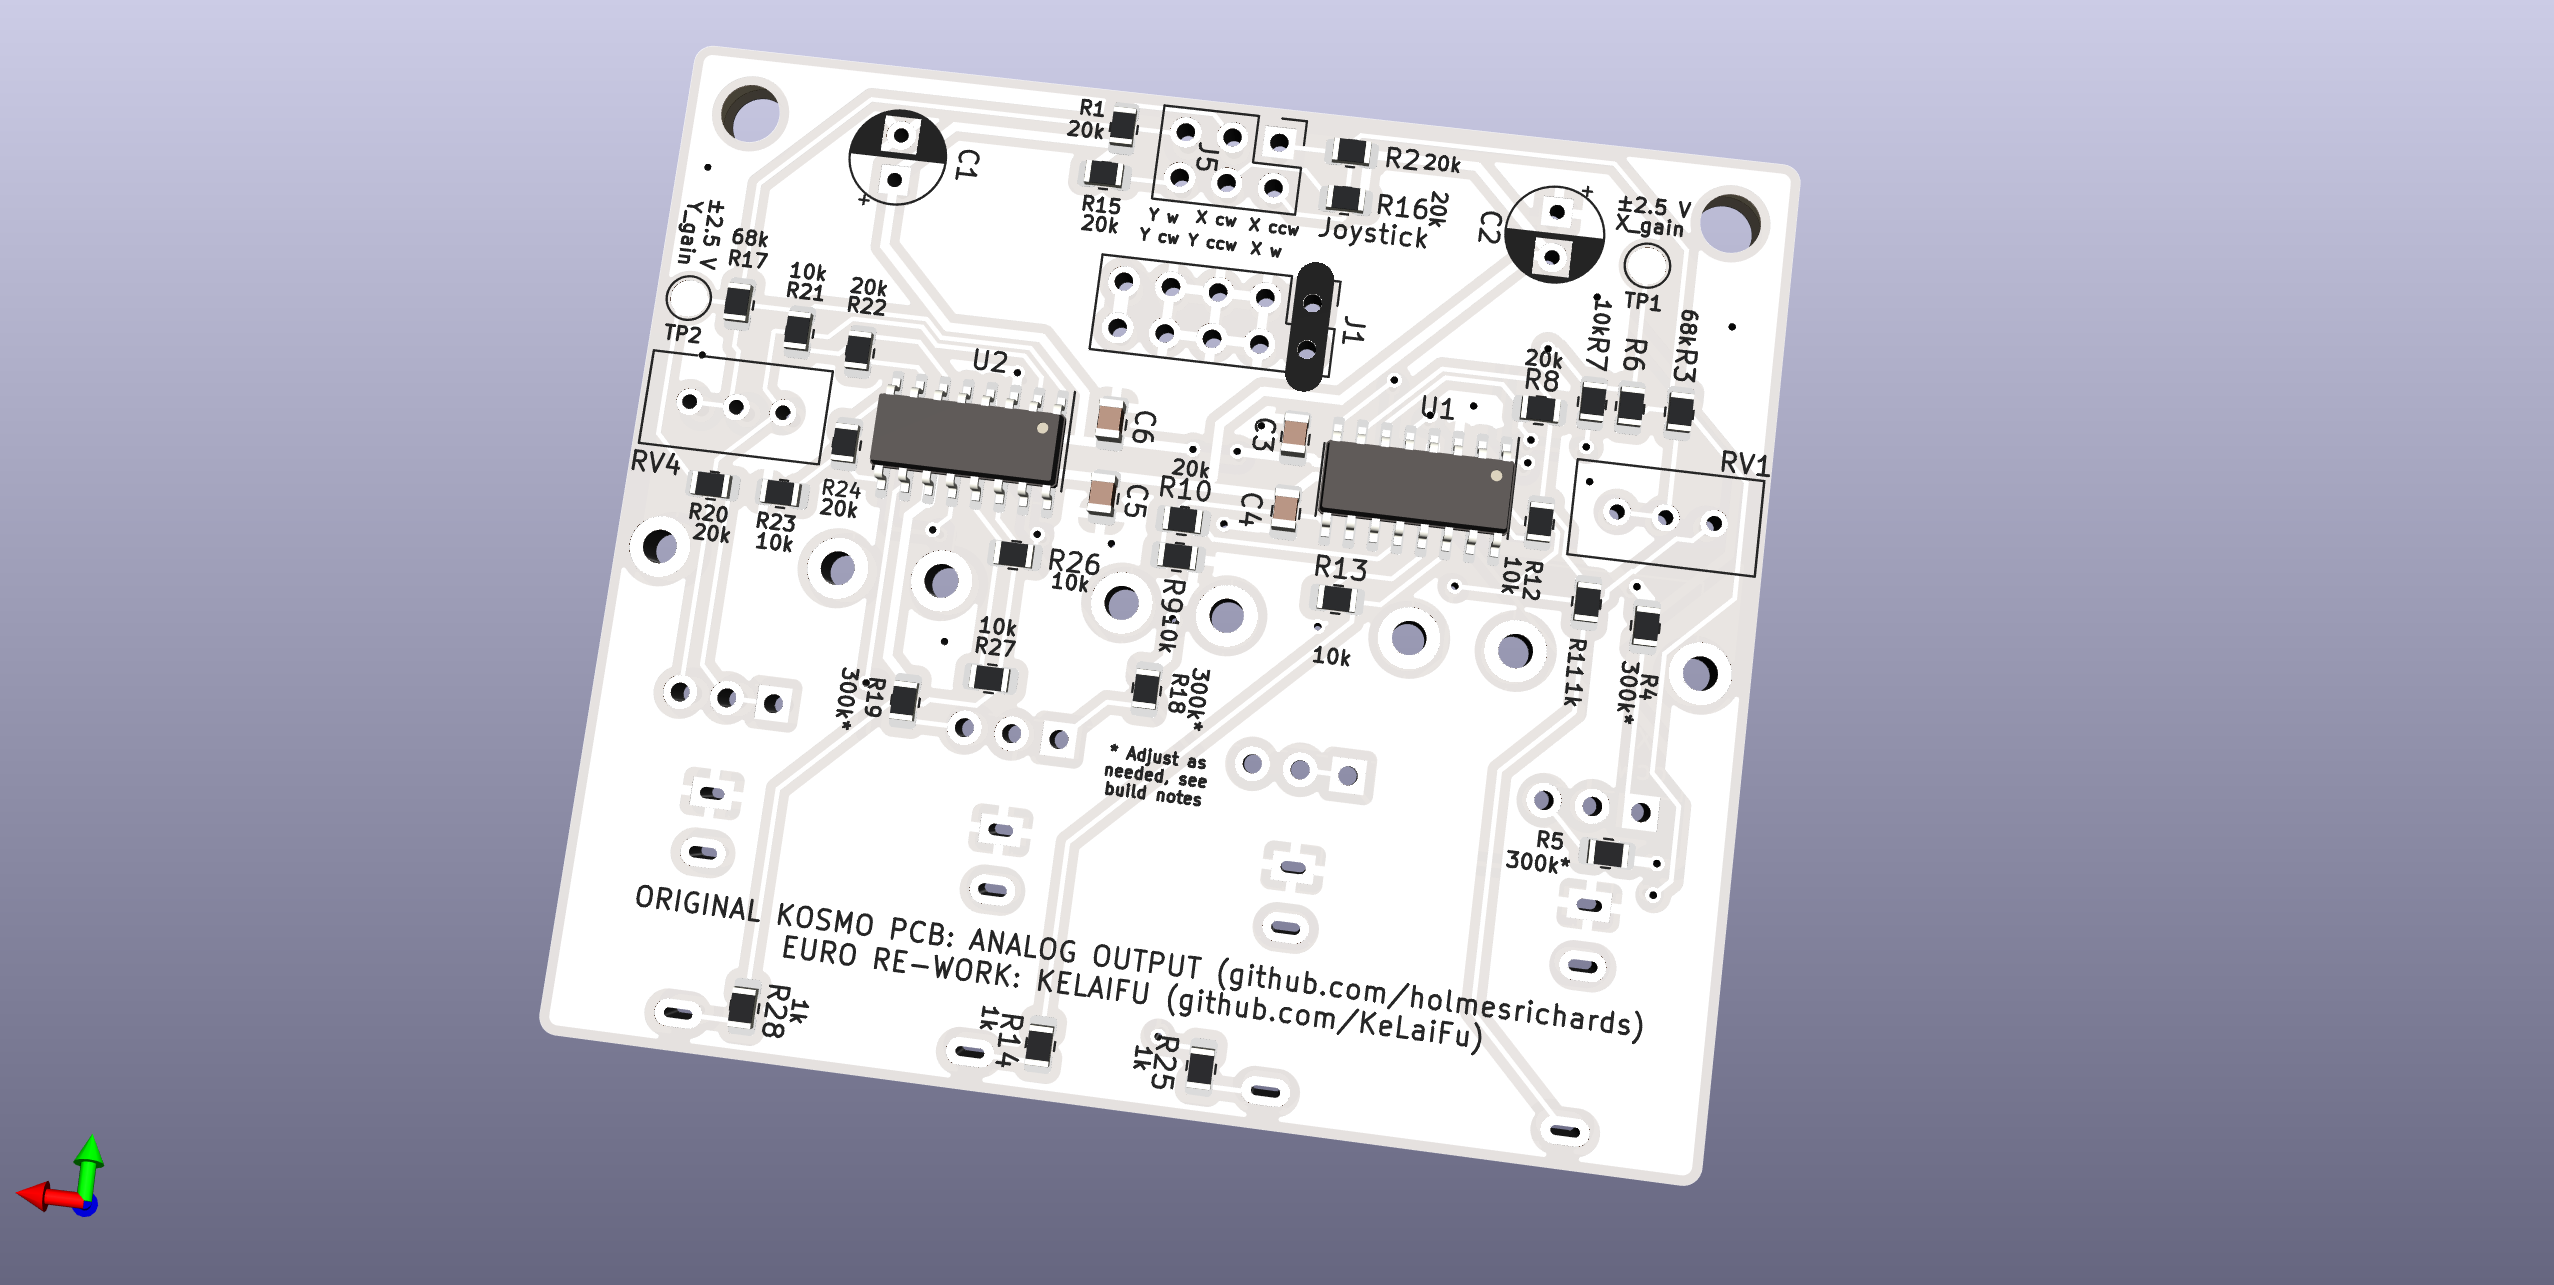 R1
20k
J5
R2 20k
C1
R15
20k
R16 20k
Joystick
Y w X cw X ccw
Y cw Y ccw X w
C2
±2.5 V
X_gain
TP1
±2.5 V
Y_gain
68k
R17
10k
R21
20k
R22
TP2
U2
J1
10k R7
R6
68k R3
20k
R8
U1
C6
C3
RV4
RV1
R20
20k
R23
10k
R24
20k
C5
20k
R10
C4
R26
10k
R9 10k
R13
10k
R12
10k
R11 1k
R4
300k*
10k
R27
R19
300k*
R18
300k*
* Adjust as
needed, see
build notes
R5
300k*
ORIGINAL KOSMO PCB: ANALOG OUTPUT (github.com/holmesrichards)
EURO RE-WORK: KELAIFU (github.com/KeLaiFu)
R28
1k
R14
1k
R25
1k